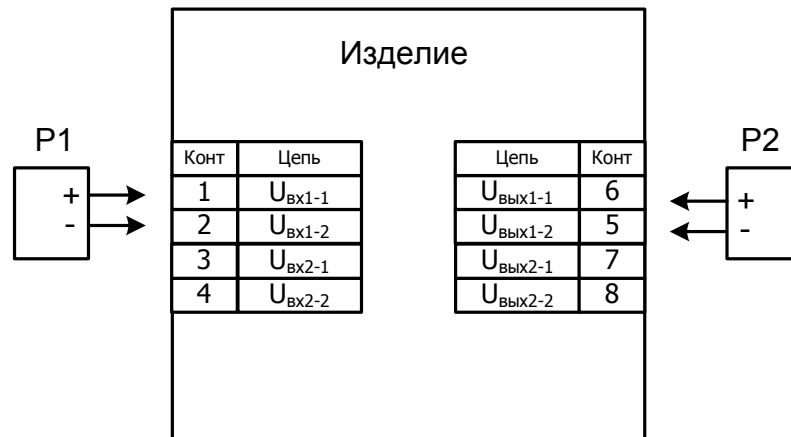 Изделие
P1
+
-
Конт Цепь
1 Uвх1-1
2 Uвх1-2
3 Uвх2-1
4 Uвх2-2
Цепь Конт
Uвых1-1 6
Uвых1-2 5
Uвых2-1 7
Uвых2-2 8
P2
+
-